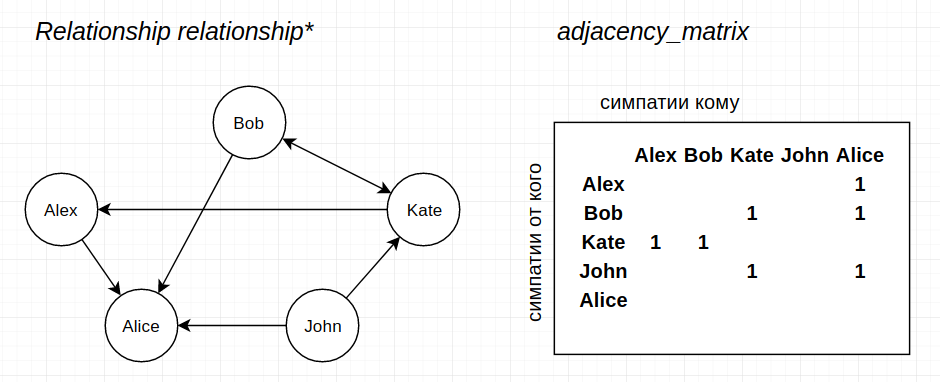 Relationship relationship*
Bob
Alex
Kate
Alice
John
adjacency_matrix
симпатии кому
симпатии от кого
Alex Bob Kate John Alice
Alex 1
Bob 1 1
Kate 1 1
John 1 1
Alice